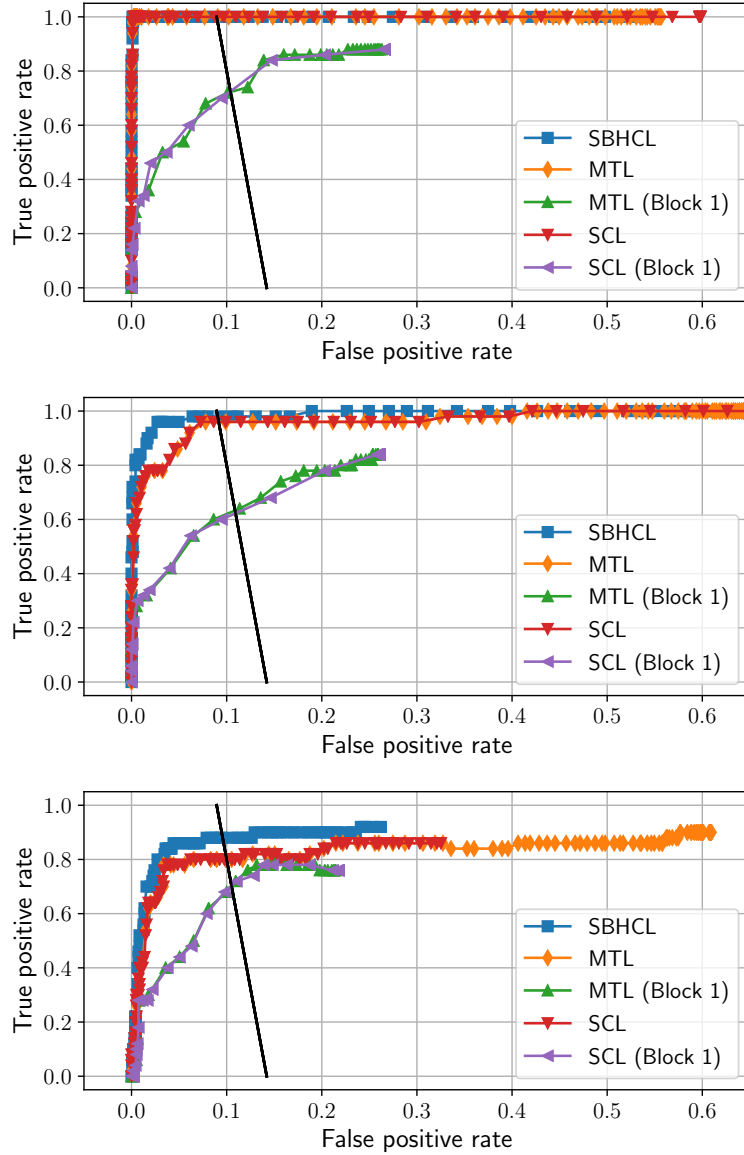 1.0
0.8
0.6
0.4
0.2
0.0
True positive rate
SBHCL
MTL
MTL (Block 1)
SCL
SCL (Block 1)
0.0 0.1 0.2 0.3 0.4 0.5 0.6
False positive rate
1.0
0.8
0.6
0.4
0.2
0.0
True positive rate
SBHCL
MTL
MTL (Block 1)
SCL
SCL (Block 1)
0.0 0.1 0.2 0.3 0.4 0.5 0.6
False positive rate
1.0
0.8
0.6
0.4
0.2
0.0
True positive rate
SBHCL
MTL
MTL (Block 1)
SCL
SCL (Block 1)
0.0 0.1 0.2 0.3 0.4 0.5 0.6
False positive rate